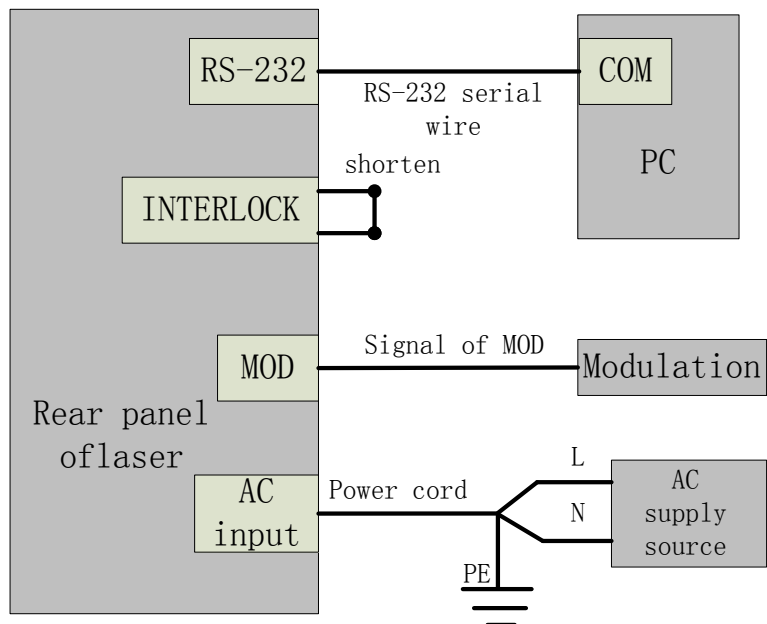 RS-232
COM
RS-232 serial
wire
PC
shorten
INTERLOCK
MOD
Signal of MOD
Modulation
Rear panel
oflaser
AC
input
Power cord
L
N
PE
AC
supply
source